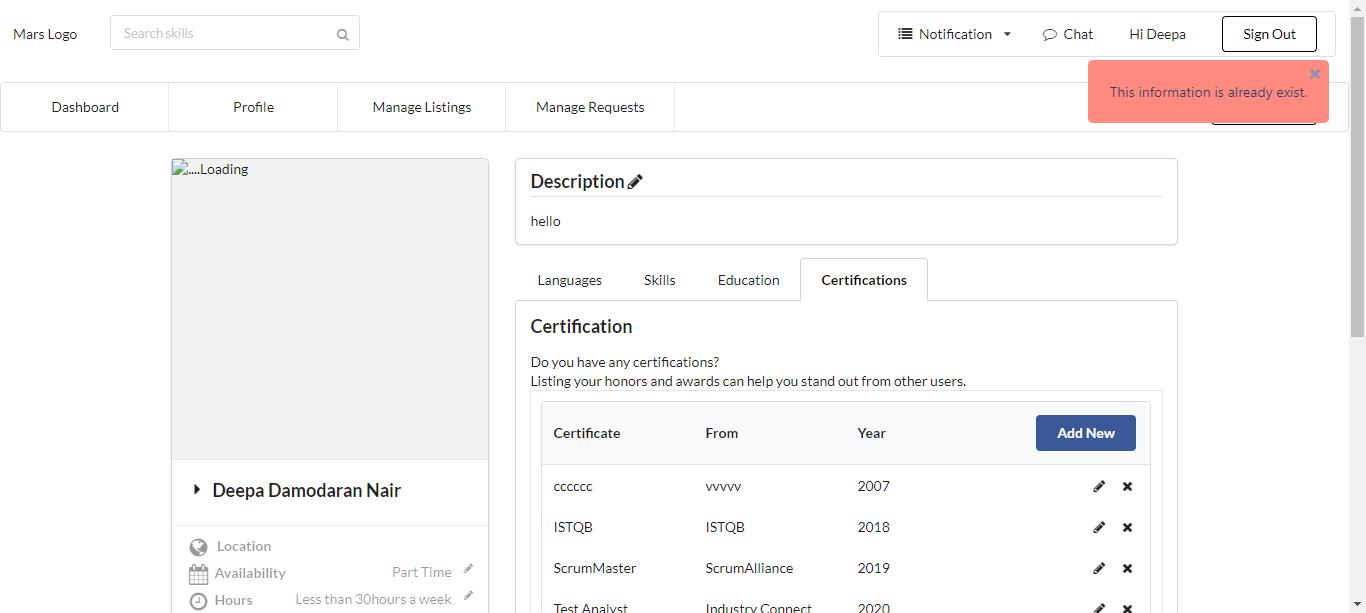 Mars Logo
Search skills
Notification
Chat
Hi Deepa
Sign Out
This information is already exist.
Dashboard
Profile
Manage Listings
Manage Requests
....Loading
Description
hello
Languages
Skills
Education
Certifications
Certification
Do you have any certifications?
Listing your honors and awards can help you stand out from other users.
Certificate From Year Add New
cccccc vvvvv 2007
ISTQB ISTQB 2018
ScrumMaster ScrumAlliance 2019
Test Analyst Industry Connect 2020
Deepa Damodaran Nair
Location
Availability Part Time
Hours Less than 30hours a week